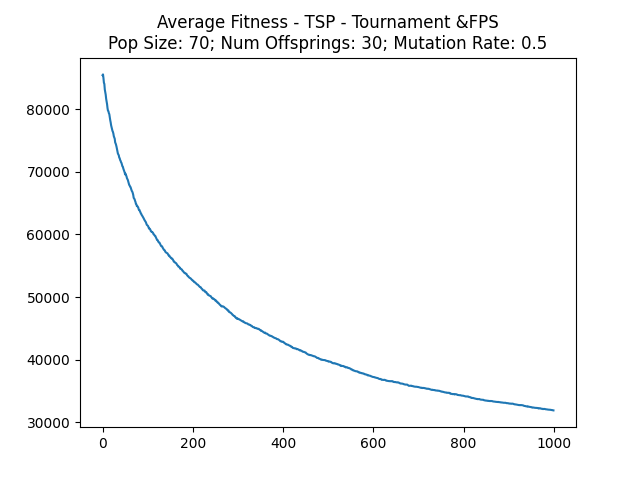 Average Fitness - TSP - Tournament &FPS
Pop Size: 70; Num Offsprings: 30; Mutation Rate: 0.5
80000
70000
60000
50000
40000
30000
0 200 400 600 800 1000